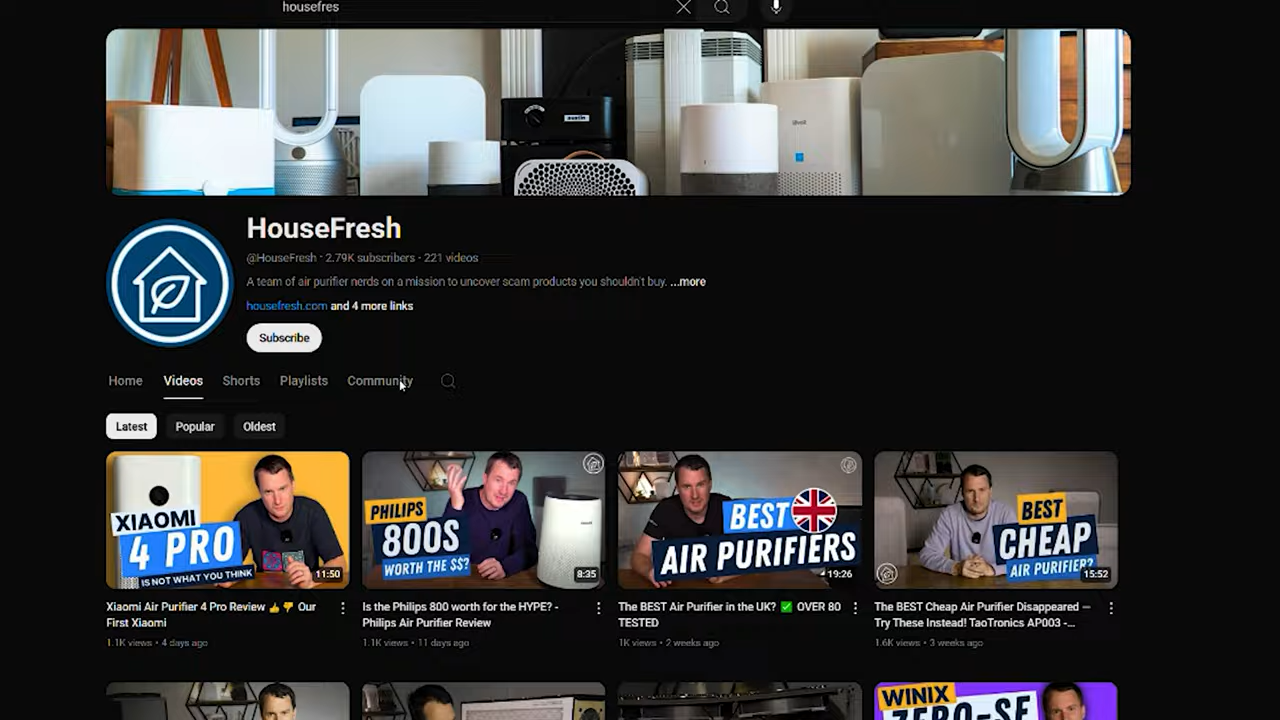 housefres
austin
levoit
HouseFresh
@HouseFresh · 2.79K subscribers · 221 videos
A team of air purifier nerds on a mission to uncover scam products you shouldn't buy. ...more
housefresh.com and 4 more links
Subscribe
Home Videos Shorts Playlists Community
Latest Popular Oldest
XIAOMI
4 PRO
IS NOT WHAT YOU THINK
11:50
PHILIPS
800S
WORTH THE $$?
8:35
BEST
AIR PURIFIERS
19:26
BEST
CHEAP
AIR PURIFIER?
15:52
Xiaomi Air Purifier 4 Pro Review 👍 👎 Our
First Xiaomi
1.1K views · 4 days ago
Is the Philips 800 worth for the HYPE? -
Philips Air Purifier Review
1.1K views · 11 days ago
The BEST Air Purifier in the UK? ✅ OVER 80
TESTED
1K views · 2 weeks ago
The BEST Cheap Air Purifier Disappeared —
Try These Instead! TaoTronics AP003 -...
1.6K views · 3 weeks ago
WINIX
ZERO-SE